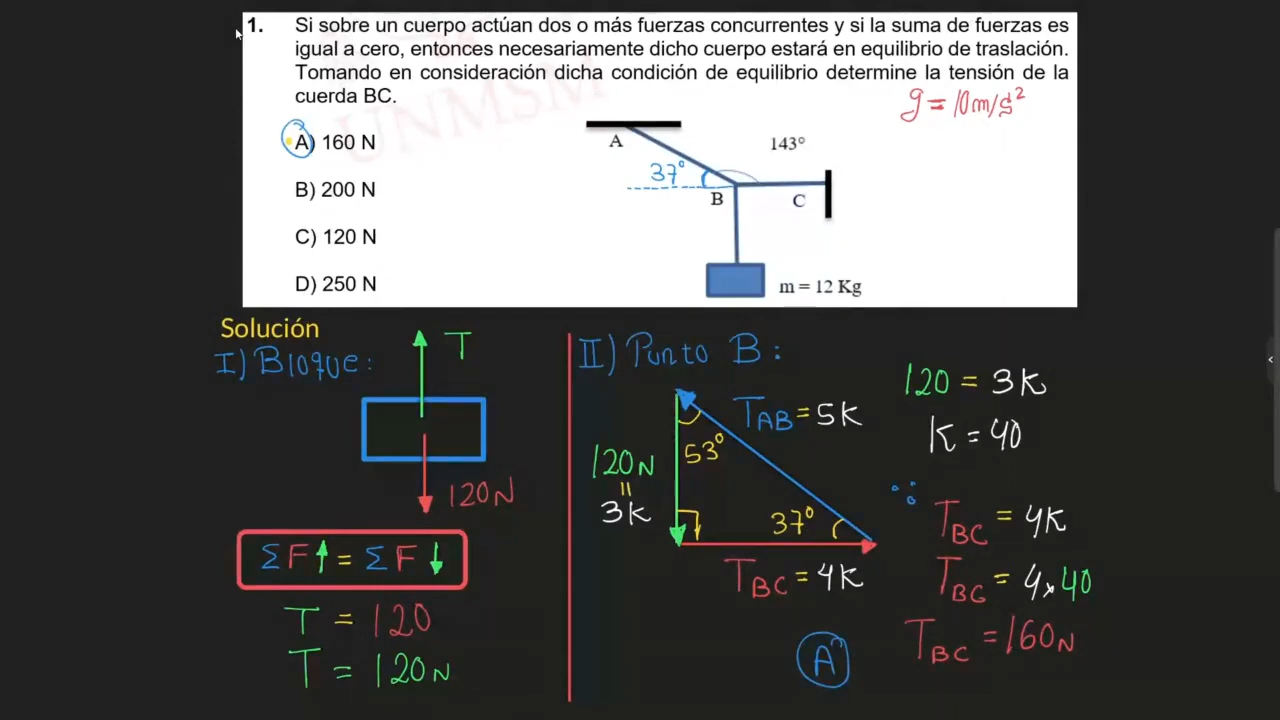 1. Si sobre un cuerpo actúan dos o más fuerzas concurrentes y si la suma de fuerzas es
igual a cero, entonces necesariamente dicho cuerpo estará en equilibrio de traslación.
Tomando en consideración dicha condición de equilibrio determine la tensión de la
cuerda BC.
g = 10m/s²
UNMSM
A) 160 N
B) 200 N
C) 120 N
D) 250 N
A
143°
37°
B
C
m = 12 Kg
Solución
I) Bloque:
T
120N
ΣF↑ = ΣF↓
T = 120
T = 120N
II) Punto B:
TAB = 5K
53°
120N
=
3K
37°
TBC = 4K
120 = 3K
K = 40
∴ TBC = 4K
TBC = 4x40
TBC = 160N
A